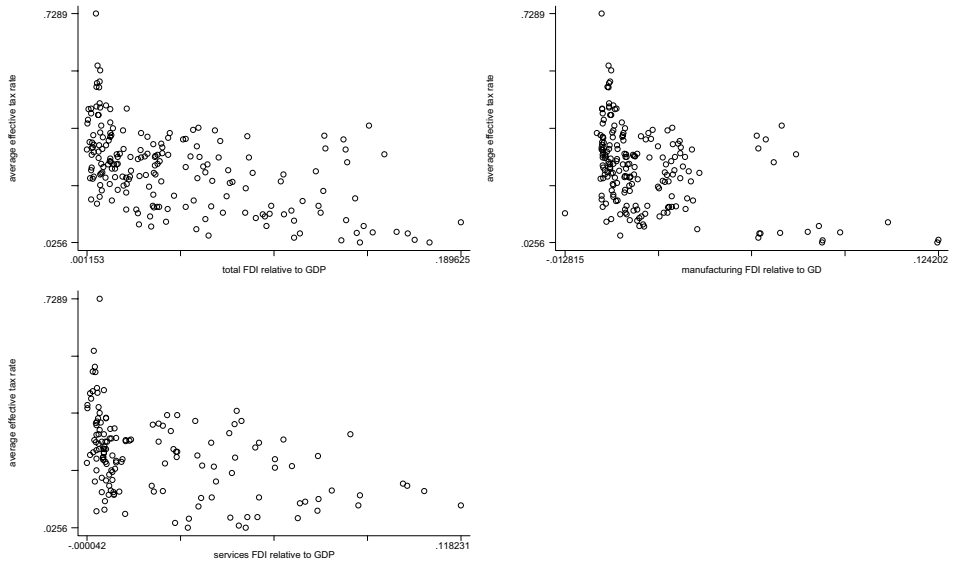 .7289
average effective tax rate
.0256
.001153
.189625
total FDI relative to GDP
.7289
average effective tax rate
.0256
-.012815
.124202
manufacturing FDI relative to GD
.7289
average effective tax rate
.0256
-.000042
.118231
services FDI relative to GDP